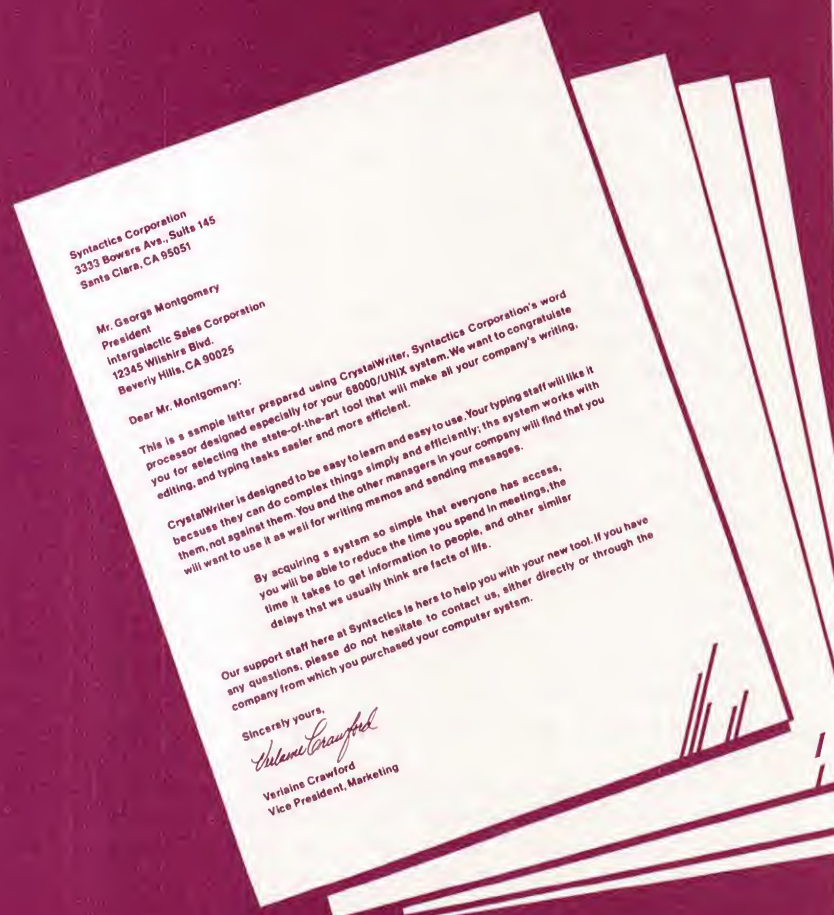 Syntactics Corporation
3333 Bowers Ave., Suite 145
Santa Clara, CA 95051
Mr. George Montgomery
President
Intergalactic Sales Corporation
12345 Wilshire Blvd.
Beverly Hills, CA 90025
Dear Mr. Montgomery:
This is a sample letter prepared using CrystalWriter, Syntactics Corporation's word
processor designed especially for your 68000/UNIX system. We want to congratulate
you for selecting the state-of-the-art tool that will make all your company's writing,
editing, and typing tasks easier and more efficient.
CrystalWriter is designed to be easy to learn and easy to use. Your typing staff will like it
because they can do complex things simply and efficiently; the system works with
them, not against them. You and the other managers in your company will find that you
will want to use it as well for writing memos and sending messages.
By acquiring a system so simple that everyone has access,
you will be able to reduce the time you spend in meetings, the
time it takes to get information to people, and other similar
delays that we usually think are facts of life.
Our support staff here at Syntactics is here to help you with your new tool. If you have
any questions, please do not hesitate to contact us, either directly or through the
company from which you purchased your computer system.
Sincerely yours,
Verlaine Crawford
Verlaine Crawford
Vice President, Marketing